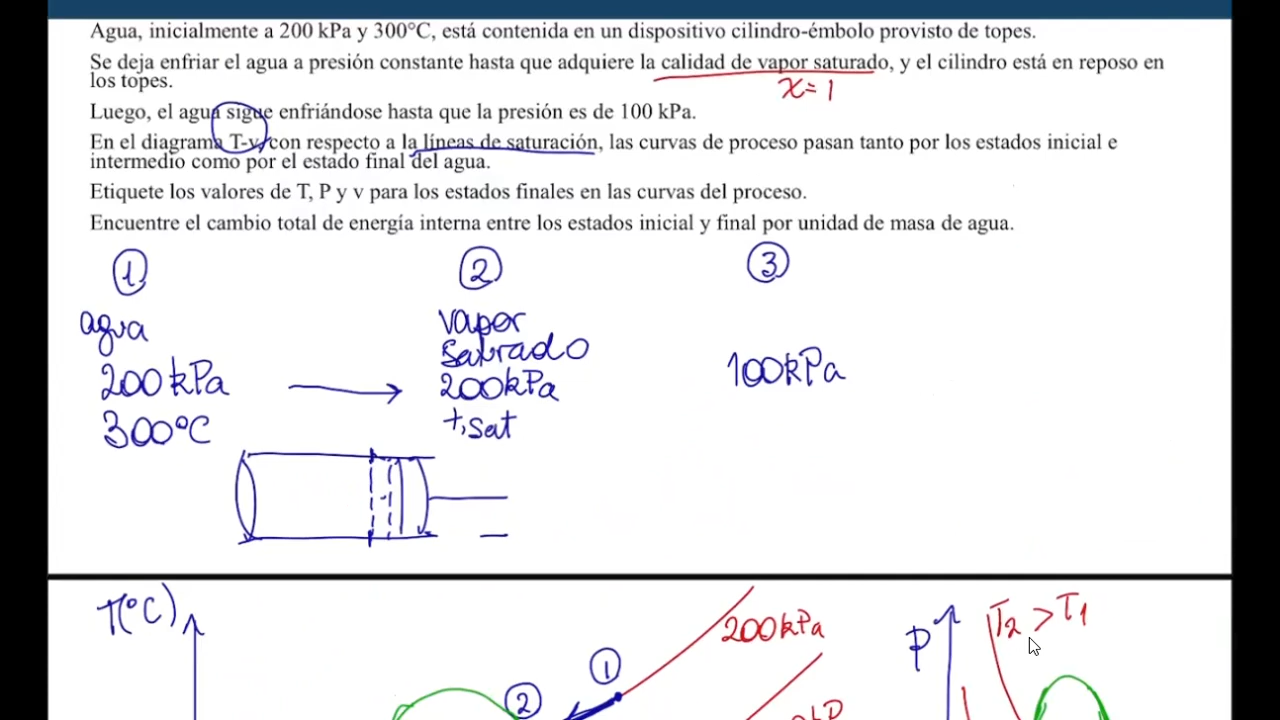 Agua, inicialmente a 200 kPa y 300°C, está contenida en un dispositivo cilindro-émbolo provisto de topes.
Se deja enfriar el agua a presión constante hasta que adquiere la calidad de vapor saturado, y el cilindro está en reposo en
los topes.
x=1
Luego, el agua sigue enfriándose hasta que la presión es de 100 kPa.
En el diagrama T-v, con respecto a la líneas de saturación, las curvas de proceso pasan tanto por los estados inicial e
intermedio como por el estado final del agua.
Etiquete los valores de T, P y v para los estados finales en las curvas del proceso.
Encuentre el cambio total de energía interna entre los estados inicial y final por unidad de masa de agua.
1 2 3
agua
200kPa
300°C
vapor
Saturado
200kPa
t,sat
100kPa
T(°C)
200kPa
1
2
P
T2 > T1